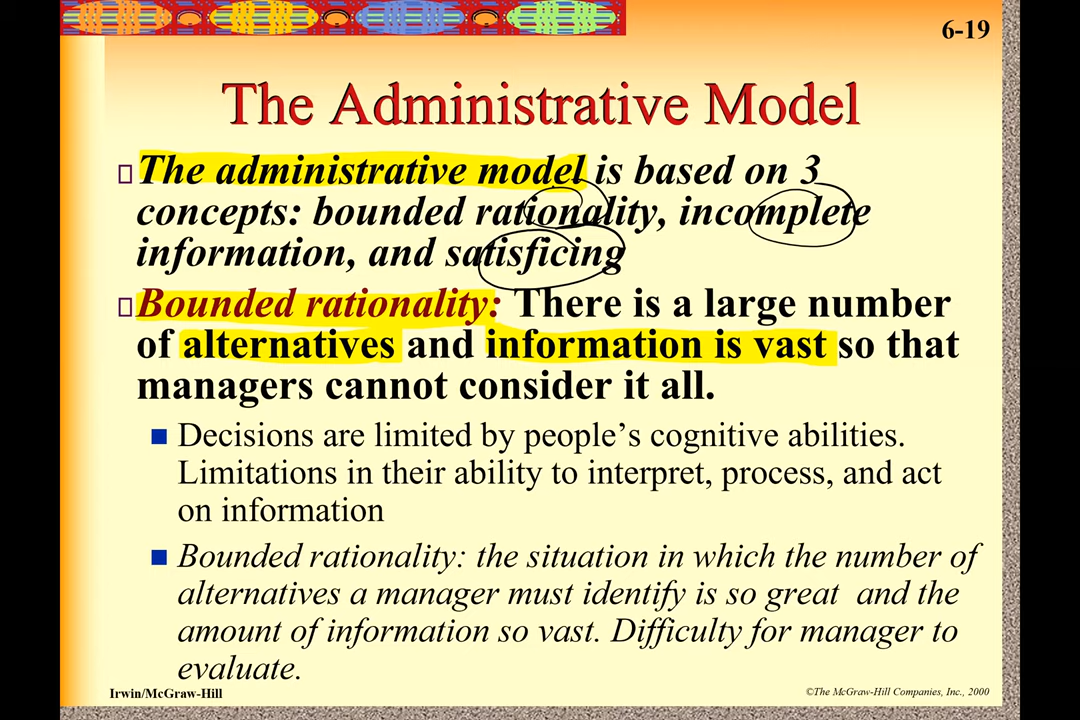 6-19
The Administrative Model
The administrative model is based on 3
concepts: bounded rationality, incomplete
information, and satisficing
Bounded rationality: There is a large number
of alternatives and information is vast so that
managers cannot consider it all.
Decisions are limited by people’s cognitive abilities.
Limitations in their ability to interpret, process, and act
on information
Bounded rationality: the situation in which the number of
alternatives a manager must identify is so great and the
amount of information so vast. Difficulty for manager to
evaluate.
Irwin/McGraw-Hill
©The McGraw-Hill Companies, Inc., 2000